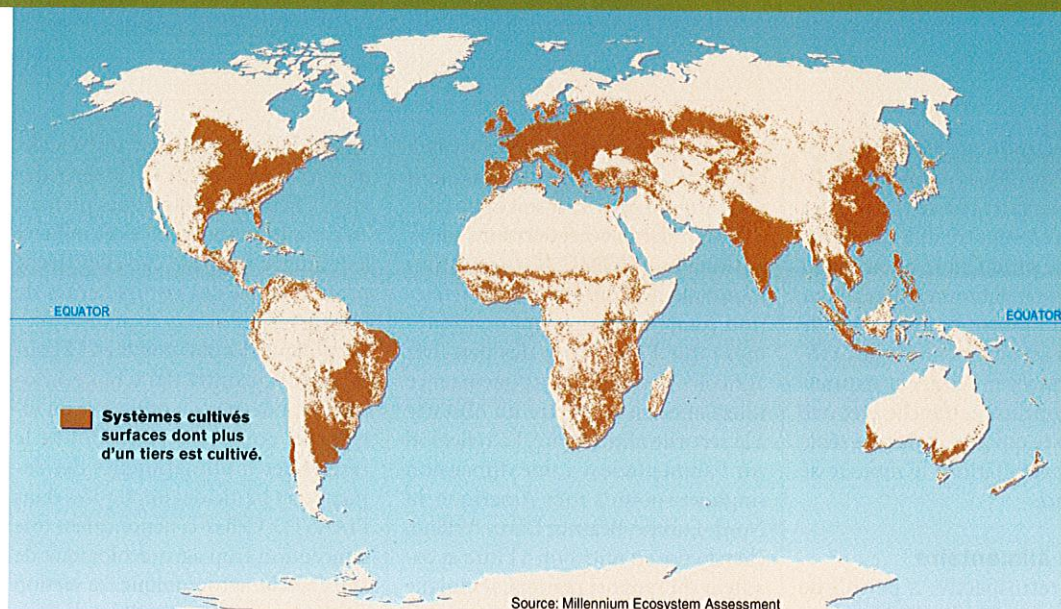 EQUATOR
EQUATOR
Systèmes cultivés
surfaces dont plus
d'un tiers est cultivé.
Source: Millennium Ecosystem Assessment